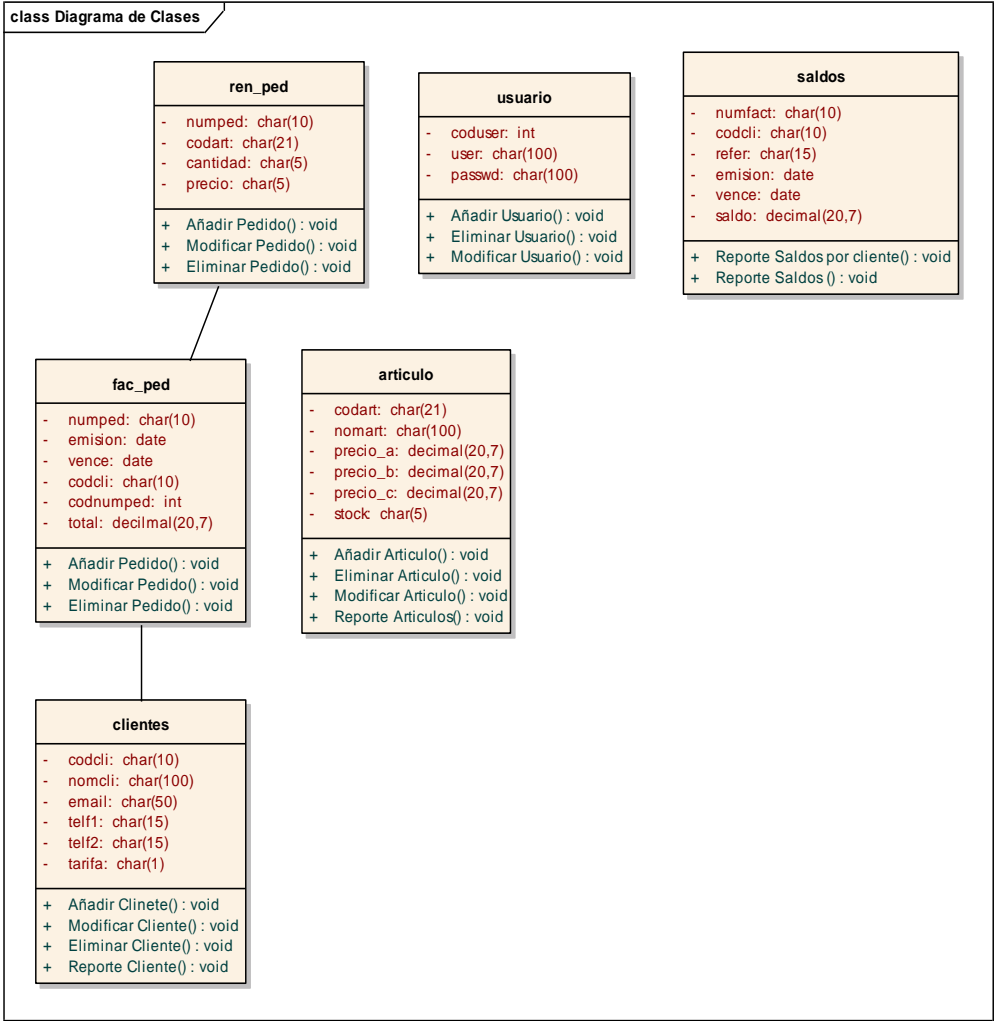 class Diagrama de Clases
ren_ped
- numped: char(10)
- codart: char(21)
- cantidad: char(5)
- precio: char(5)
+ Añadir Pedido() : void
+ Modificar Pedido() : void
+ Eliminar Pedido() : void
usuario
- coduser: int
- user: char(100)
- passwd: char(100)
+ Añadir Usuario() : void
+ Eliminar Usuario() : void
+ Modificar Usuario() : void
saldos
- numfact: char(10)
- codcli: char(10)
- refer: char(15)
- emision: date
- vence: date
- saldo: decimal(20,7)
+ Reporte Saldos por cliente() : void
+ Reporte Saldos () : void
fac_ped
- numped: char(10)
- emision: date
- vence: date
- codcli: char(10)
- codnumped: int
- total: decilmal(20,7)
+ Añadir Pedido() : void
+ Modificar Pedido() : void
+ Eliminar Pedido() : void
articulo
- codart: char(21)
- nomart: char(100)
- precio_a: decimal(20,7)
- precio_b: decimal(20,7)
- precio_c: decimal(20,7)
- stock: char(5)
+ Añadir Articulo() : void
+ Eliminar Articulo() : void
+ Modificar Articulo() : void
+ Reporte Articulos() : void
clientes
- codcli: char(10)
- nomcli: char(100)
- email: char(50)
- telf1: char(15)
- telf2: char(15)
- tarifa: char(1)
+ Añadir Clinete() : void
+ Modificar Cliente() : void
+ Eliminar Cliente() : void
+ Reporte Cliente() : void